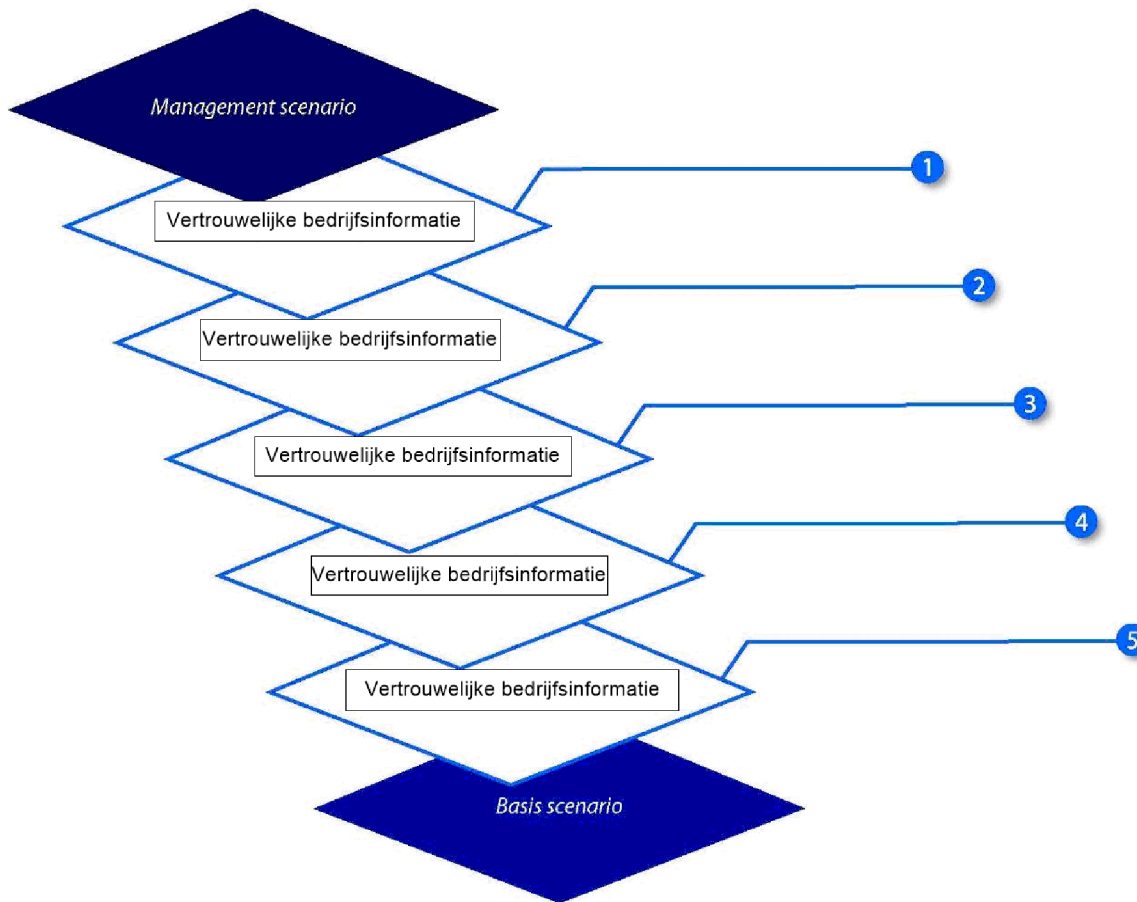 Management scenario
1
Vertrouwelijke bedrijfsinformatie
2
Vertrouwelijke bedrijfsinformatie
3
Vertrouwelijke bedrijfsinformatie
4
Vertrouwelijke bedrijfsinformatie
5
Vertrouwelijke bedrijfsinformatie
Basis scenario